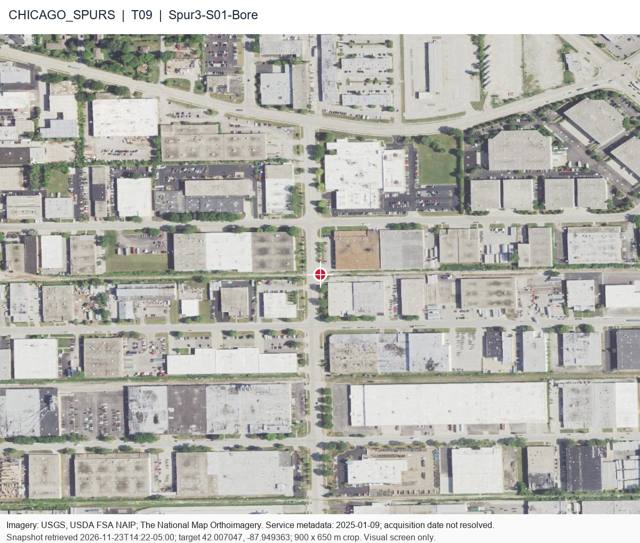 CHICAGO_SPURS | T09 | Spur3-S01-Bore
Imagery: USGS, USDA FSA NAIP; The National Map Orthoimagery. Service metadata: 2025-01-09; acquisition date not resolved.
Snapshot retrieved 2026-11-23T14:22-05:00; target 42.007047, -87.949363; 900 x 650 m crop. Visual screen only.